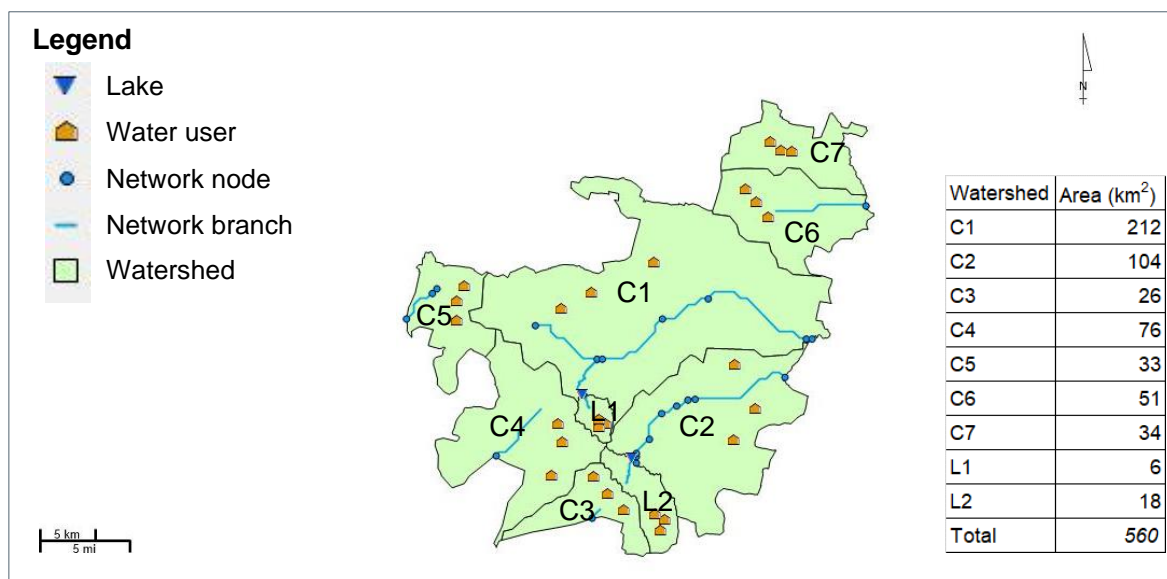 Legend
Lake
Water user
Network node
Network branch
Watershed
N
C7
C6
C1
C5
L1
C4
C2
C3
L2
5 km
5 mi
Watershed Area (km²)
C1 212
C2 104
C3 26
C4 76
C5 33
C6 51
C7 34
L1 6
L2 18
Total 560